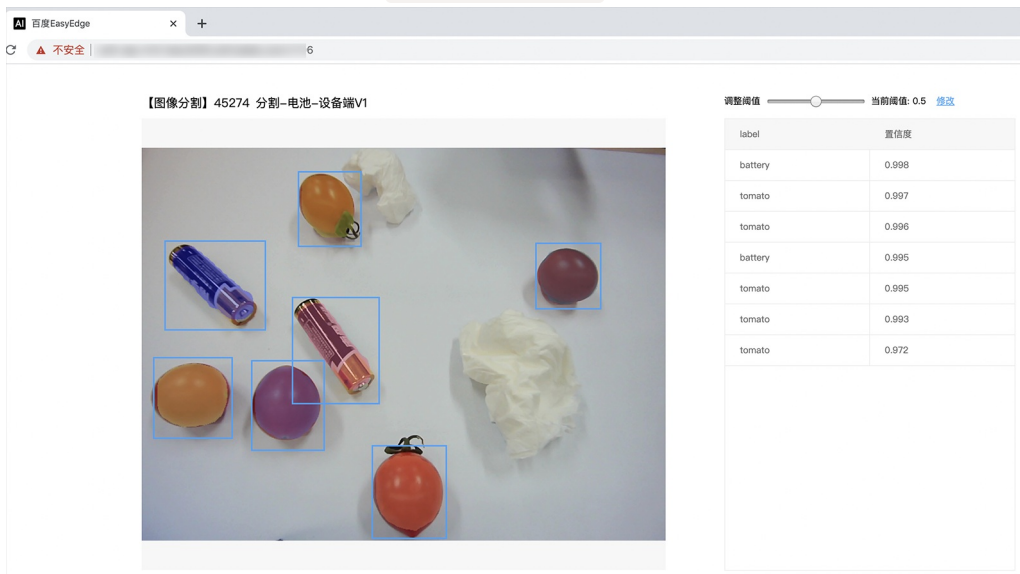 AI 百度EasyEdge
不安全 6
【图像分割】45274 分割-电池-设备端V1
调整阈值 当前阈值: 0.5 修改
label 置信度
battery 0.998
tomato 0.997
tomato 0.996
battery 0.995
tomato 0.995
tomato 0.993
tomato 0.972